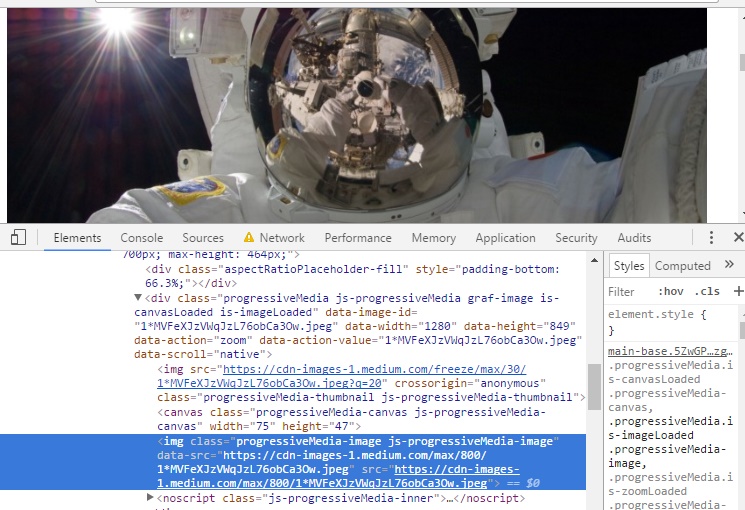 Elements Console Sources Network Performance Memory Application Security Audits
700px; max-height: 464px;">
<div class="aspectRatioPlaceholder-fill" style="padding-bottom:
66.3%;"></div>
<div class="progressiveMedia js-progressiveMedia graf-image is-
canvasLoaded is-imageLoaded" data-image-id=
"1*MVFeXJzVWqJzL76obCa3Ow.jpeg" data-width="1280" data-height="849"
data-action="zoom" data-action-value="1*MVFeXJzVWqJzL76obCa3Ow.jpeg"
data-scroll="native">
<img src="https://cdn-images-1.medium.com/freeze/max/30/
1*MVFeXJzVWqJzL76obCa3Ow.jpeg?q=20" crossorigin="anonymous"
class="progressiveMedia-thumbnail js-progressiveMedia-thumbnail">
<canvas class="progressiveMedia-canvas js-progressiveMedia-
canvas" width="75" height="47">
<img class="progressiveMedia-image js-progressiveMedia-image"
data-src="https://cdn-images-1.medium.com/max/800/
1*MVFeXJzVWqJzL76obCa3Ow.jpeg" src="https://cdn-images-
1.medium.com/max/800/1*MVFeXJzVWqJzL76obCa3Ow.jpeg"> == $0
<noscript class="js-progressiveMedia-inner">…</noscript>
Styles Computed »
Filter :hov .cls +
element.style {
}
main-base.5ZwGP…zg…
.progressiveMedia.i
s-canvasLoaded
.progressiveMedia-
canvas,
.progressiveMedia.i
s-imageLoaded
.progressiveMedia-
image,
.progressiveMedia.i
s-zoomLoaded